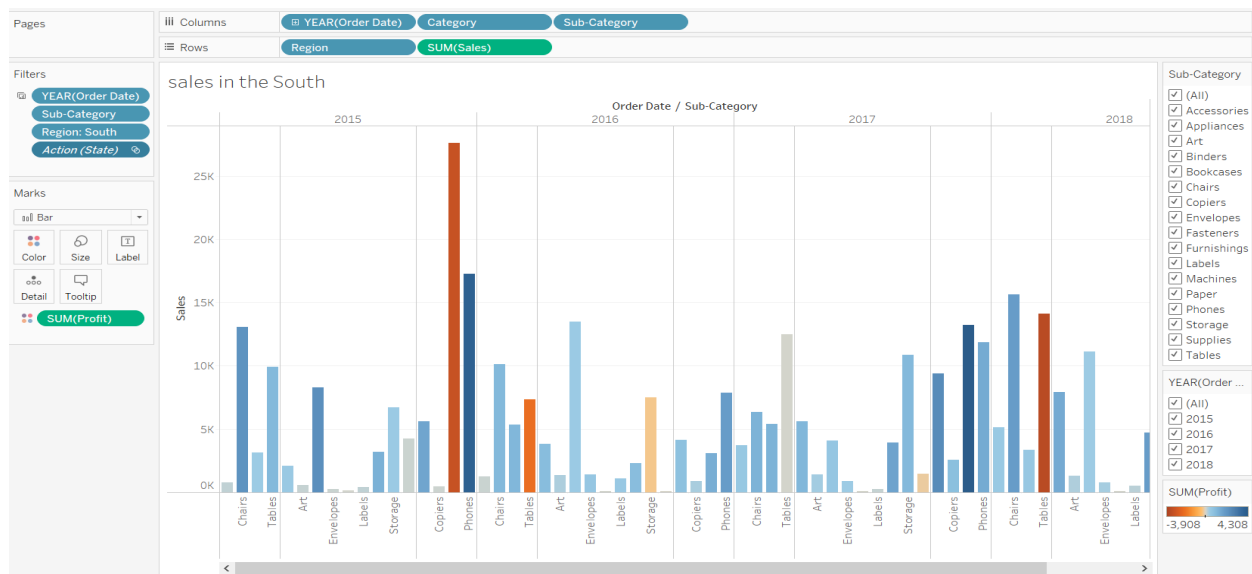 Pages
Columns
YEAR(Order Date) Category Sub-Category
Rows
Region SUM(Sales)
Filters
YEAR(Order Date)
Sub-Category
Region: South
Action (State)
Marks
Bar
Color Size Label
Detail Tooltip
SUM(Profit)
sales in the South
Order Date / Sub-Category
2015 2016 2017 2018
Sales
25K
20K
15K
10K
5K
0K
Chairs Tables Art Envelopes Labels Storage Copiers Phones Chairs Tables Art Envelopes Labels Storage Copiers Phones Chairs Tables Art Envelopes Labels Storage Copiers Phones Chairs Tables Art Envelopes Labels
Sub-Category
(All)
Accessories
Appliances
Art
Binders
Bookcases
Chairs
Copiers
Envelopes
Fasteners
Furnishings
Labels
Machines
Paper
Phones
Storage
Supplies
Tables
YEAR(Order ...
(All)
2015
2016
2017
2018
SUM(Profit)
-3,908 4,308